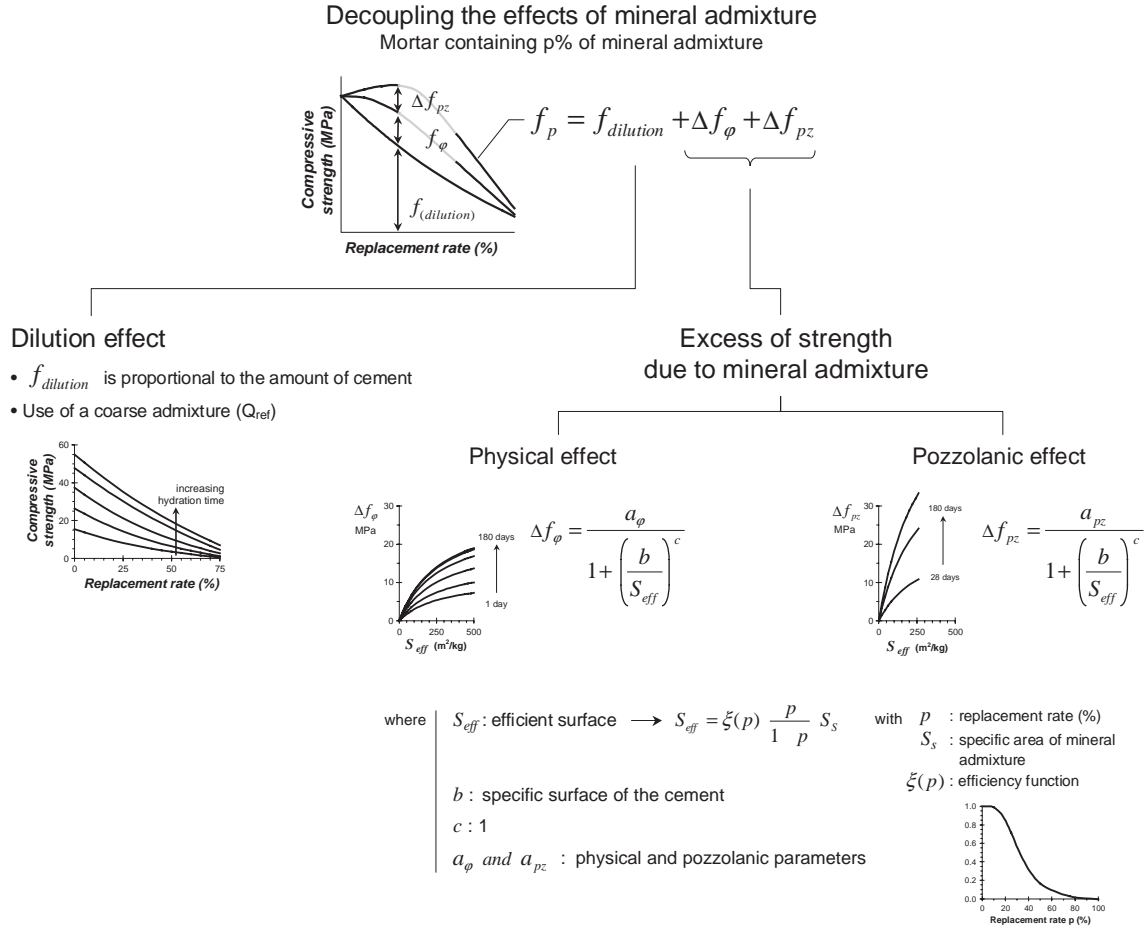 Decoupling the effects of mineral admixture
Mortar containing p% of mineral admixture
Compressive
strength (MPa)
Δf_pz
f_φ
f_(dilution)
Replacement rate (%)
f_p = f_dilution + Δf_φ + Δf_pz
Dilution effect
• f_dilution is proportional to the amount of cement
• Use of a coarse admixture (Q_ref)
Compressive
strength (MPa)
60
40
20
0
0 25 50 75
increasing
hydration time
Replacement rate (%)
Excess of strength
due to mineral admixture
Physical effect
Δf_φ
MPa
30
20
10
0
0 250 500
180 days
1 day
S_eff (m²/kg)
Δf_φ = a_φ / (1 + (b / S_eff)^c)
Pozzolanic effect
Δf_pz
MPa
30
20
10
0
0 250 500
180 days
28 days
S_eff (m²/kg)
Δf_pz = a_pz / (1 + (b / S_eff)^c)
where
S_eff : efficient surface → S_eff = ξ(p) p / (1 p) S_S
with p : replacement rate (%)
S_s : specific area of mineral
admixture
ξ(p) : efficiency function
b : specific surface of the cement
c : 1
a_φ and a_pz : physical and pozzolanic parameters
1.0
0.8
0.6
0.4
0.2
0.0
0 20 40 60 80 100
Replacement rate p (%)